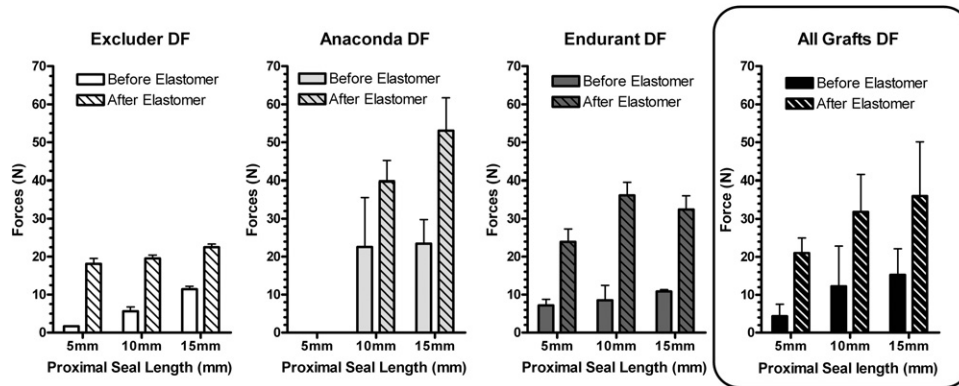 Excluder DF
Before Elastomer
After Elastomer
Forces (N)
70
60
50
40
30
20
10
0
5mm 10mm 15mm
Proximal Seal Length (mm)
Anaconda DF
Before Elastomer
After Elastomer
Forces (N)
70
60
50
40
30
20
10
0
5mm 10mm 15mm
Proximal Seal Length (mm)
Endurant DF
Before Elastomer
After Elastomer
Forces (N)
70
60
50
40
30
20
10
0
5mm 10mm 15mm
Proximal Seal Length (mm)
All Grafts DF
Before Elastomer
After Elastomer
Forces (N)
70
60
50
40
30
20
10
0
5mm 10mm 15mm
Proximal Seal Length (mm)